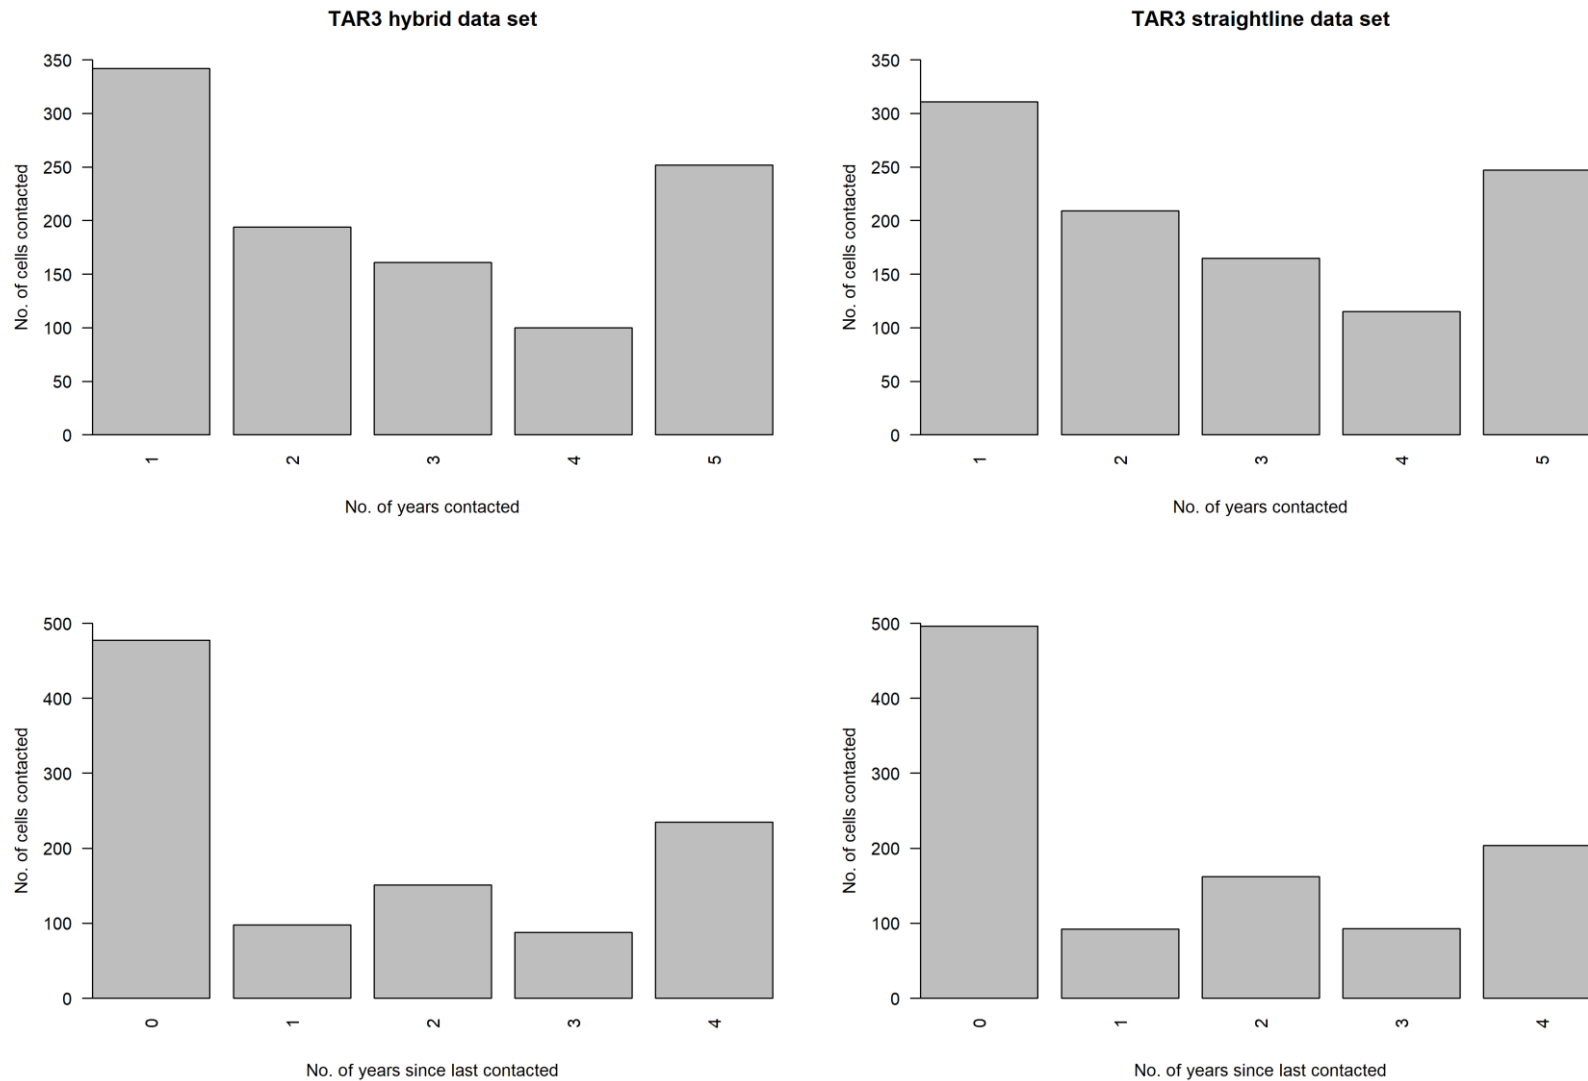 TAR3 hybrid data set
350
300
250
200
150
100
50
0
No. of cells contacted
1 2 3 4 5
No. of years contacted
TAR3 straightline data set
350
300
250
200
150
100
50
0
No. of cells contacted
1 2 3 4 5
No. of years contacted
500
400
300
200
100
0
No. of cells contacted
0 1 2 3 4
No. of years since last contacted
500
400
300
200
100
0
No. of cells contacted
0 1 2 3 4
No. of years since last contacted